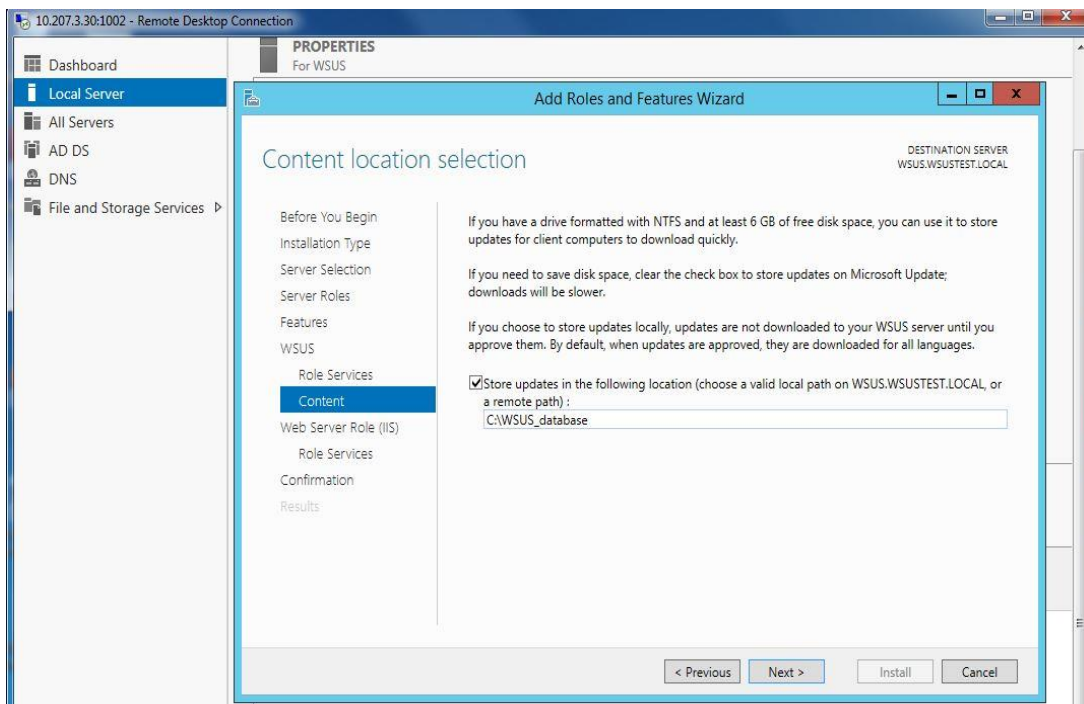 10.207.3.30:1002 - Remote Desktop Connection
Dashboard
Local Server
All Servers
AD DS
DNS
File and Storage Services
PROPERTIES
For WSUS
Add Roles and Features Wizard
Content location selection
DESTINATION SERVER
WSUS.WSUSTEST.LOCAL
Before You Begin
Installation Type
Server Selection
Server Roles
Features
WSUS
Role Services
Content
Web Server Role (IIS)
Role Services
Confirmation
Results
If you have a drive formatted with NTFS and at least 6 GB of free disk space, you can use it to store
updates for client computers to download quickly.
If you need to save disk space, clear the check box to store updates on Microsoft Update;
downloads will be slower.
If you choose to store updates locally, updates are not downloaded to your WSUS server until you
approve them. By default, when updates are approved, they are downloaded for all languages.
Store updates in the following location (choose a valid local path on WSUS.WSUSTEST.LOCAL, or
a remote path) :
C:\WSUS_database
< Previous
Next >
Install
Cancel